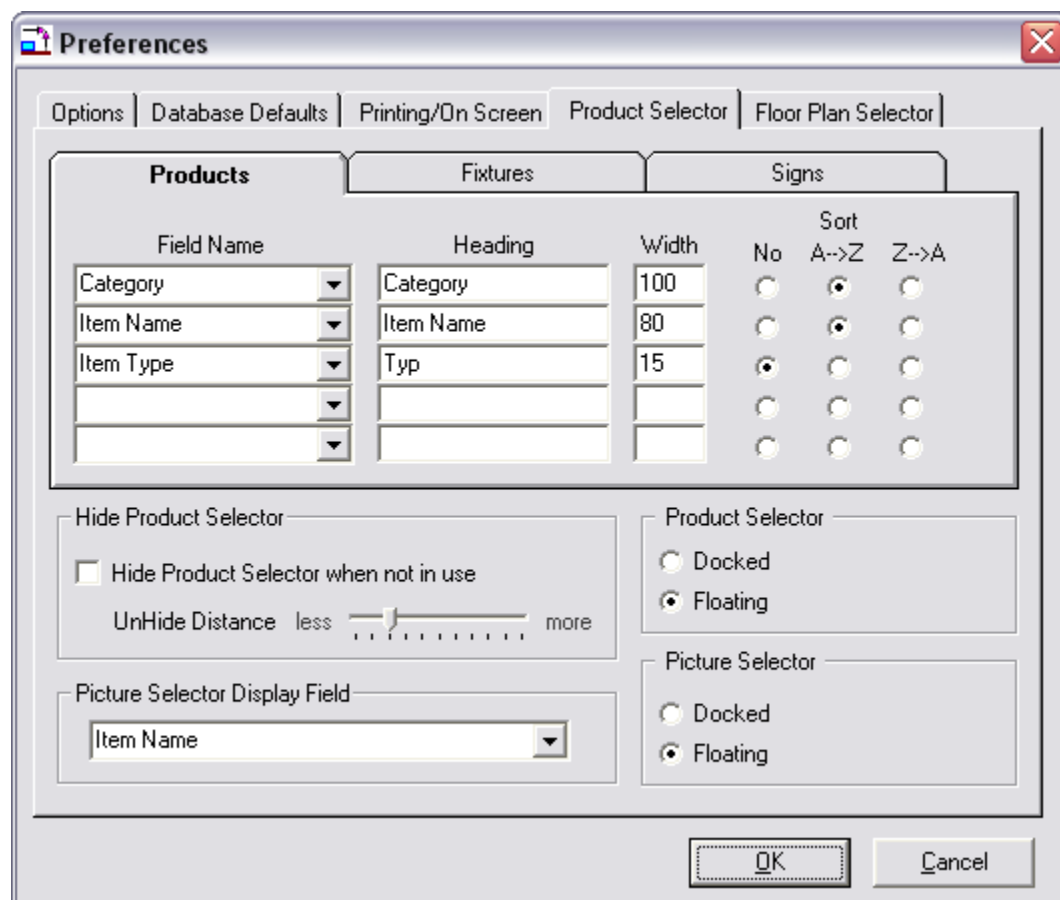 Preferences
Options Database Defaults Printing/On Screen Product Selector Floor Plan Selector
Products Fixtures Signs
Sort
Field Name Heading Width No A-->Z Z-->A
Category Category 100
Item Name Item Name 80
Item Type Typ 15
Hide Product Selector
Hide Product Selector when not in use
UnHide Distance less more
Product Selector
Docked
Floating
Picture Selector Display Field
Item Name
Picture Selector
Docked
Floating
OK Cancel